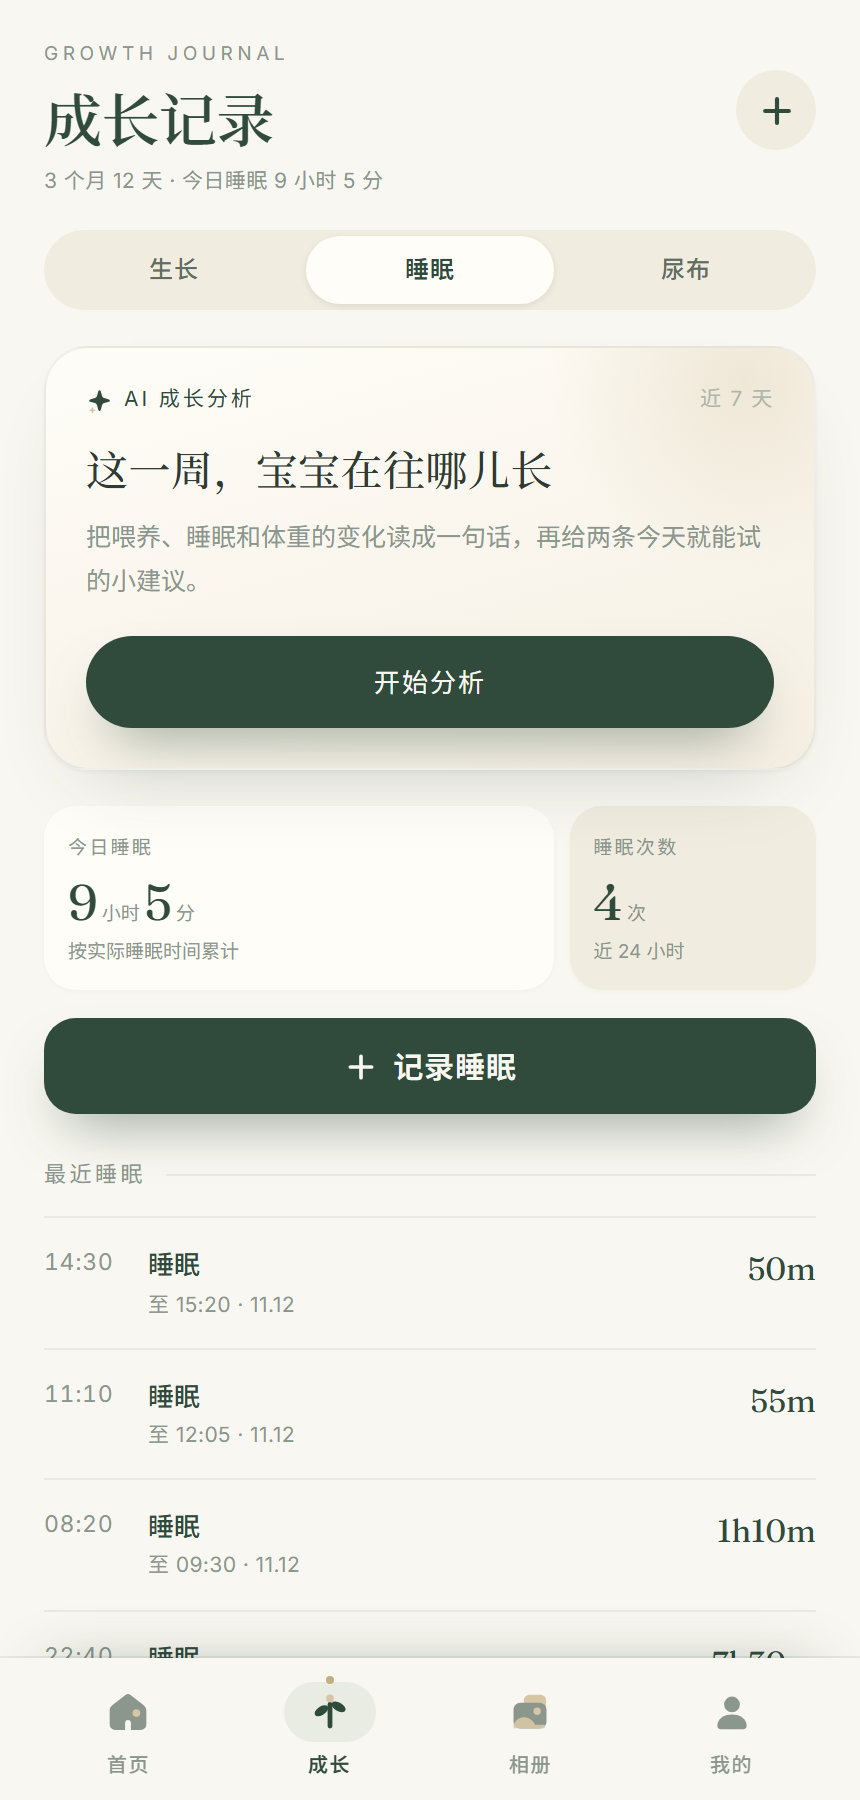 GROWTH JOURNAL
成长记录
3 个月 12 天 · 今日睡眠 9 小时 5 分
生长
睡眠
尿布
AI 成长分析
近 7 天
这一周，宝宝在往哪儿长
把喂养、睡眠和体重的变化读成一句话，再给两条今天就能试
的小建议。
开始分析
今日睡眠
9 小时 5 分
按实际睡眠时间累计
睡眠次数
4 次
近 24 小时
记录睡眠
最近睡眠
14:30 睡眠 50m
至 15:20 · 11.12
11:10 睡眠 55m
至 12:05 · 11.12
08:20 睡眠 1h10m
至 09:30 · 11.12
22:40 睡眠
首页
成长
相册
我的